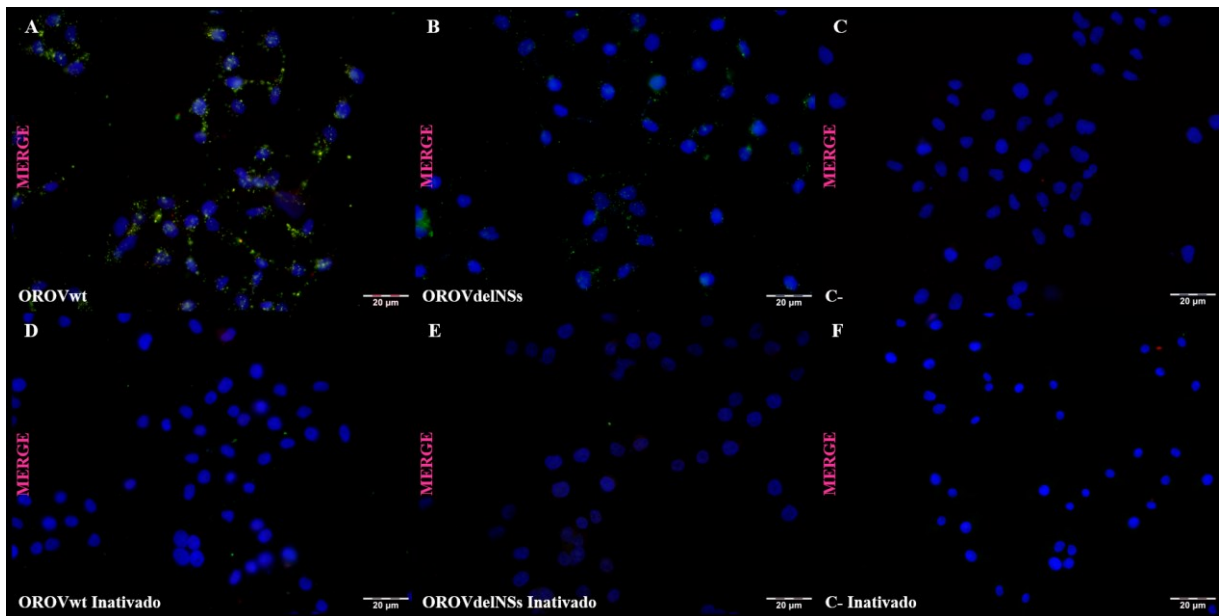 A
MERGE
OROVwt
20 µm
B
MERGE
OROVdelNSs
20 µm
C
MERGE
C-
20 µm
D
MERGE
OROVwt Inativado
20 µm
E
MERGE
OROVdelNSs Inativado
20 µm
F
MERGE
C- Inativado
20 µm